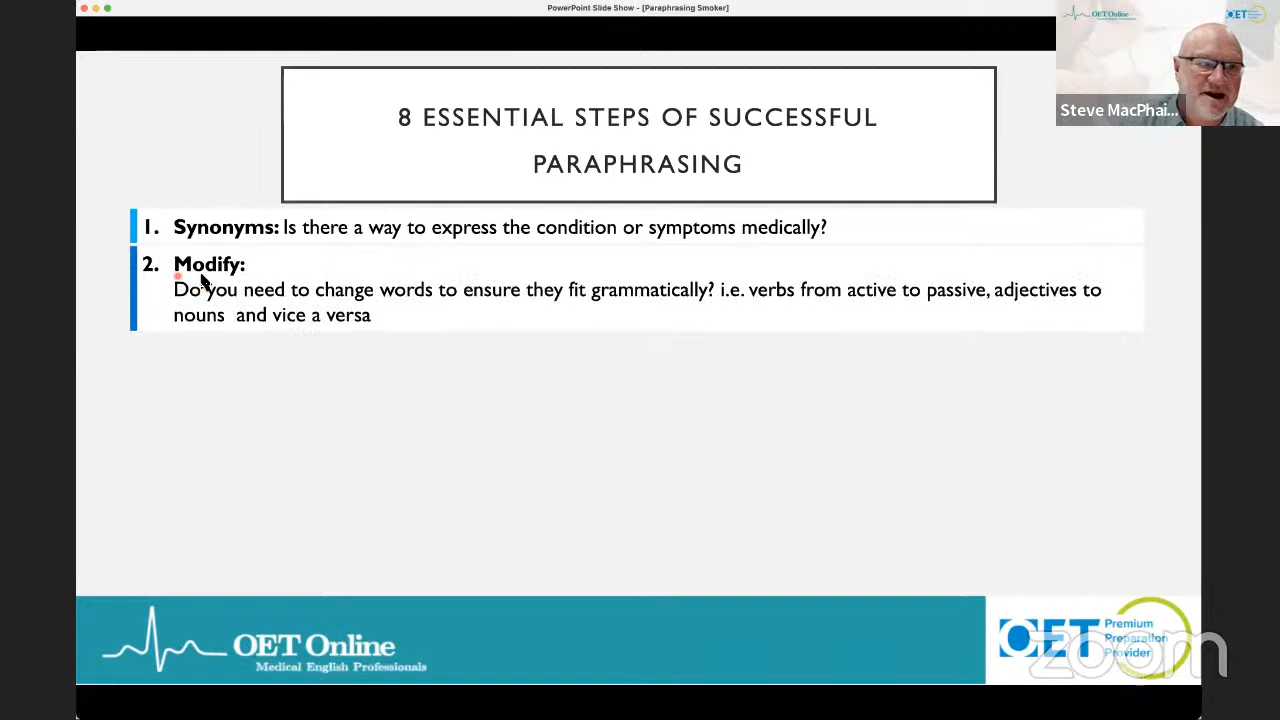 PowerPoint Slide Show - [Paraphrasing Smoker]
OET Online
OET
Steve MacPhai...
8 ESSENTIAL STEPS OF SUCCESSFUL
PARAPHRASING
1. Synonyms: Is there a way to express the condition or symptoms medically?
2. Modify:
Do you need to change words to ensure they fit grammatically? i.e. verbs from active to passive, adjectives to
nouns and vice a versa
OET Online
Medical English Professionals
OET
Premium
Preparation
Provider
zoom